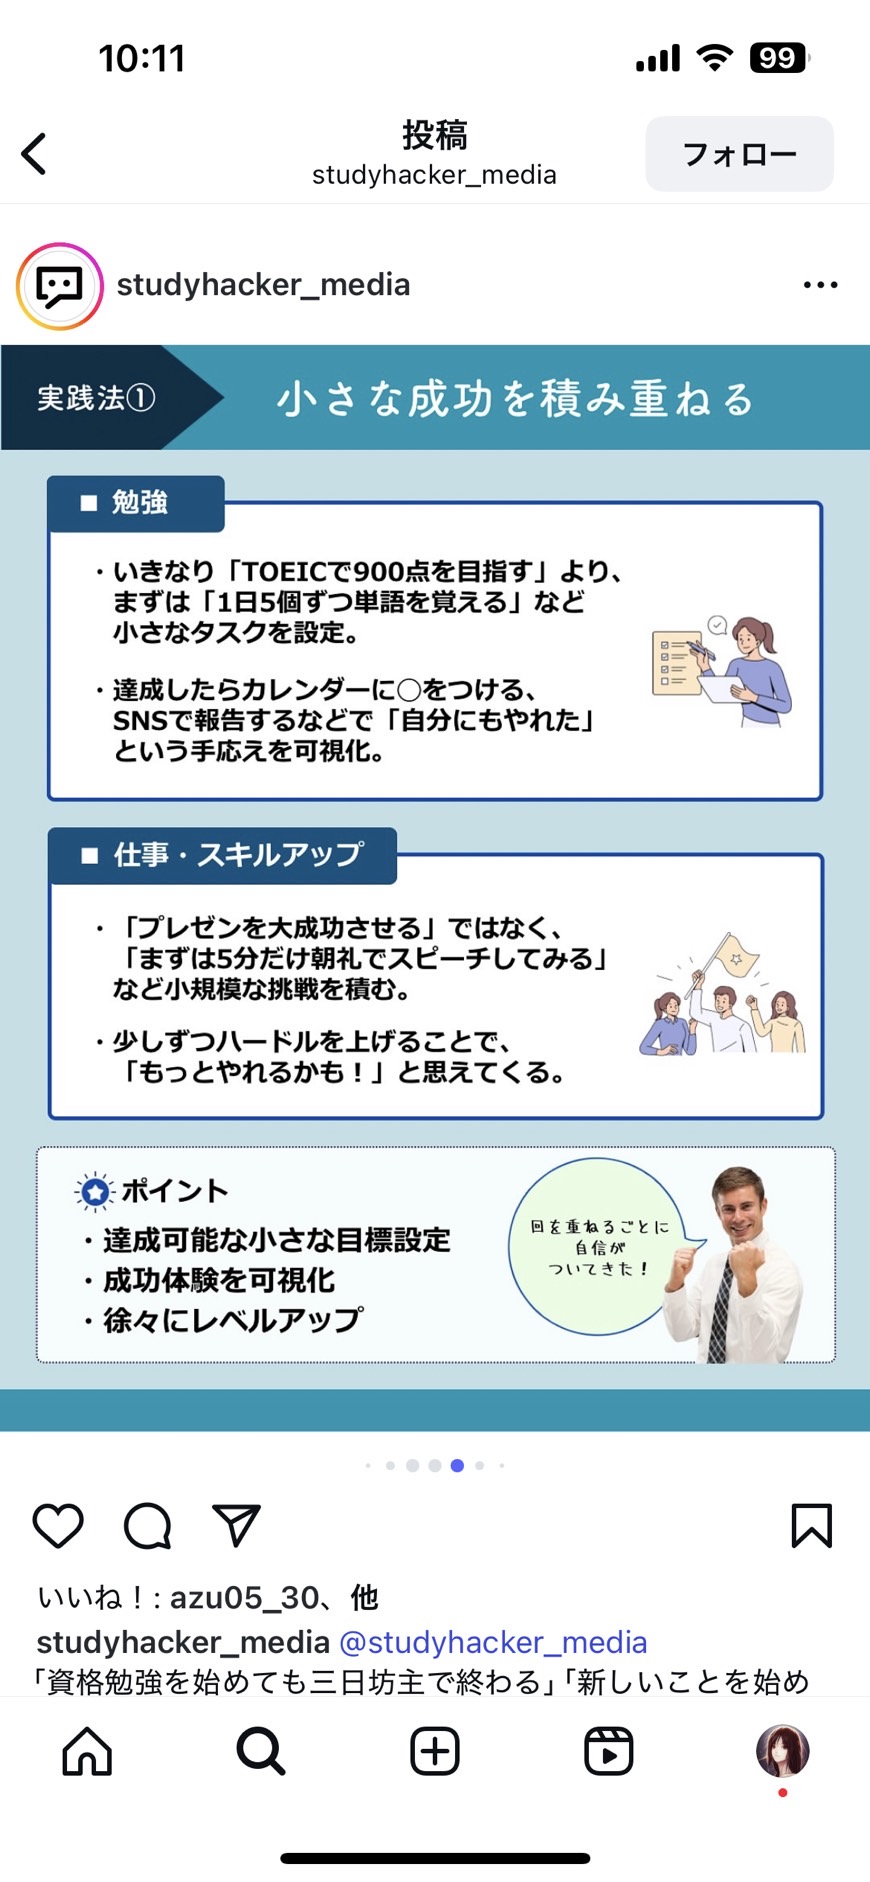 10:11
99
投稿
studyhacker_media
フォロー
studyhacker_media
実践法①
小さな成功を積み重ねる
■ 勉強
・いきなり「TOEICで900点を目指す」より、
まずは「1日5個ずつ単語を覚える」など
小さなタスクを設定。
・達成したらカレンダーに◯をつける、
SNSで報告するなどで「自分にもやれた」
という手応えを可視化。
■ 仕事・スキルアップ
・「プレゼンを大成功させる」ではなく、
「まずは5分だけ朝礼でスピーチしてみる」
など小規模な挑戦を積む。
・少しずつハードルを上げることで、
「もっとやれるかも！」と思えてくる。
ポイント
・達成可能な小さな目標設定
・成功体験を可視化
・徐々にレベルアップ
回を重ねるごとに
自信が
ついてきた！
いいね！: azu05_30、他
studyhacker_media @studyhacker_media
「資格勉強を始めても三日坊主で終わる」「新しいことを始め